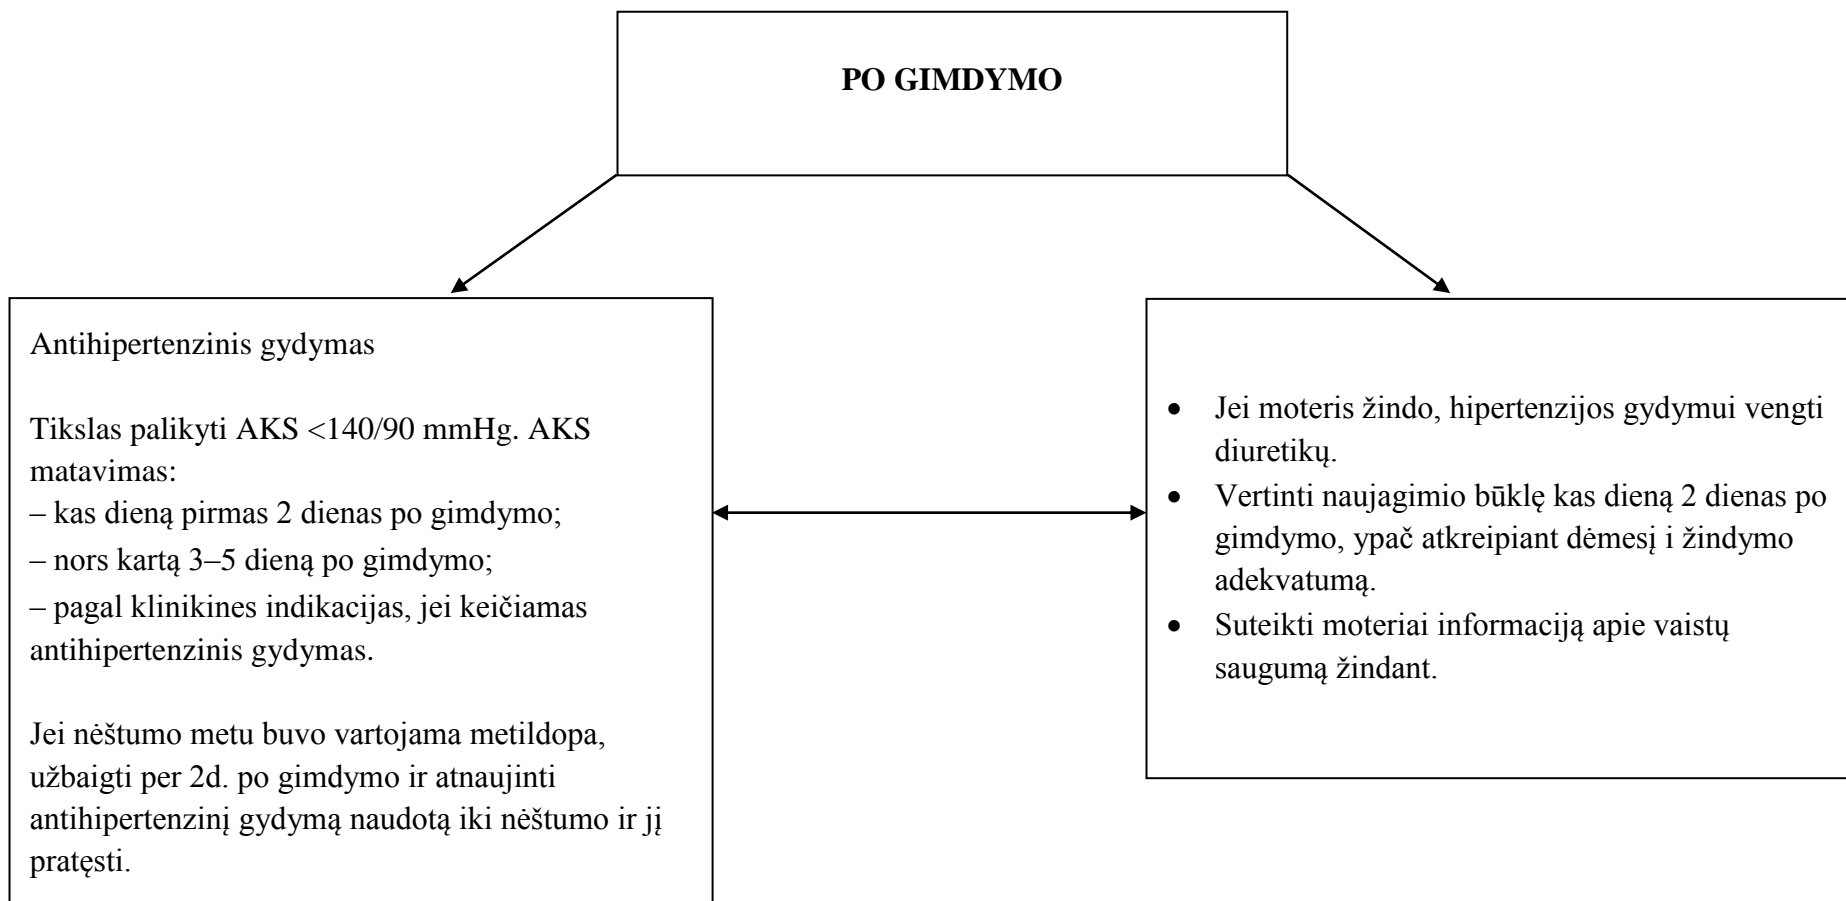 PO GIMDYMO
Antihipertenzinis gydymas
Tikslas palikyti AKS <140/90 mmHg. AKS
matavimas:
– kas dieną pirmas 2 dienas po gimdymo;
– nors kartą 3–5 dieną po gimdymo;
– pagal klinikines indikacijas, jei keičiamas
antihipertenzinis gydymas.
Jei nėštumo metu buvo vartojama metildopa,
užbaigti per 2d. po gimdymo ir atnaujinti
antihipertenzinį gydymą naudotą iki nėštumo ir jį
pratęsti.
• Jei moteris žindo, hipertenzijos gydymui vengti
diuretikų.
• Vertinti naujagimio būklę kas dieną 2 dienas po
gimdymo, ypač atkreipiant dėmesį i žindymo
adekvatumą.
• Suteikti moteriai informaciją apie vaistų
saugumą žindant.